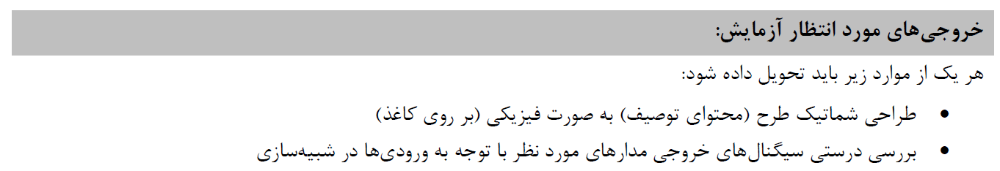 خروجی‌های مورد انتظار آزمایش:
هر یک از موارد زیر باید تحویل داده شود:
• طراحی شماتیک طرح (محتوای توصیف) به صورت فیزیکی (بر روی کاغذ)
• بررسی درستی سیگنال‌های خروجی مدارهای مورد نظر با توجه به ورودی‌ها در شبیه‌سازی